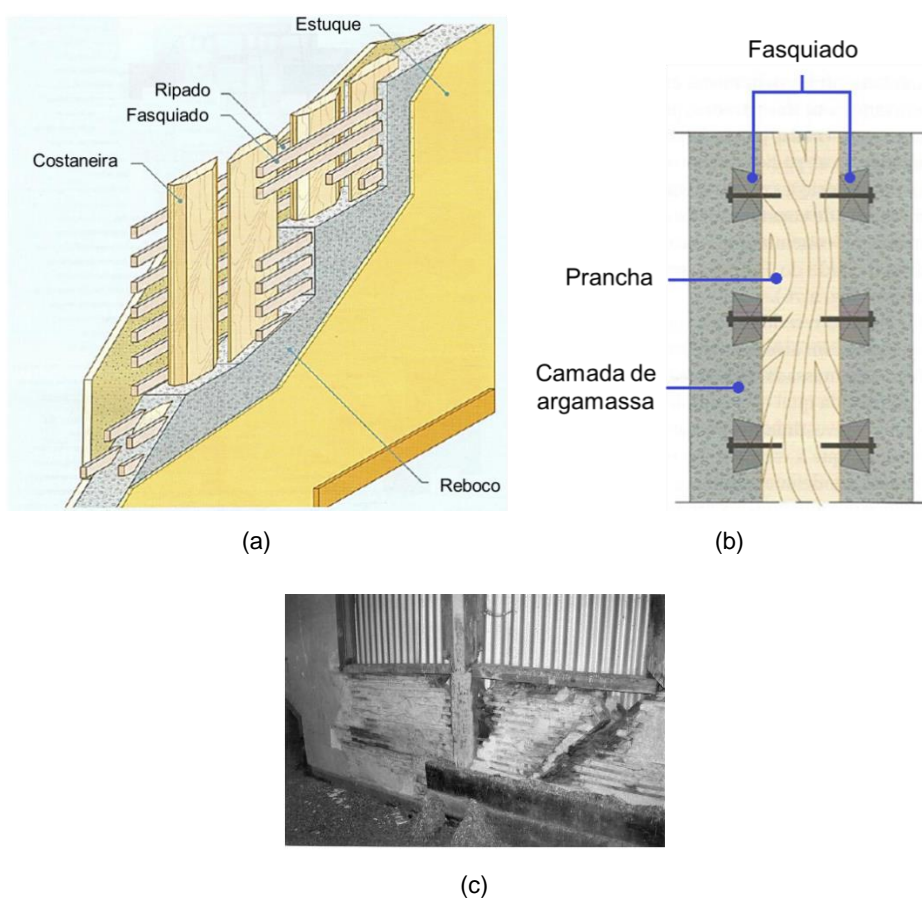 Estuque
Ripado
Fasquiado
Costaneira
Reboco
(a)
Fasquiado
Prancha
Camada de
argamassa
(b)
(c)